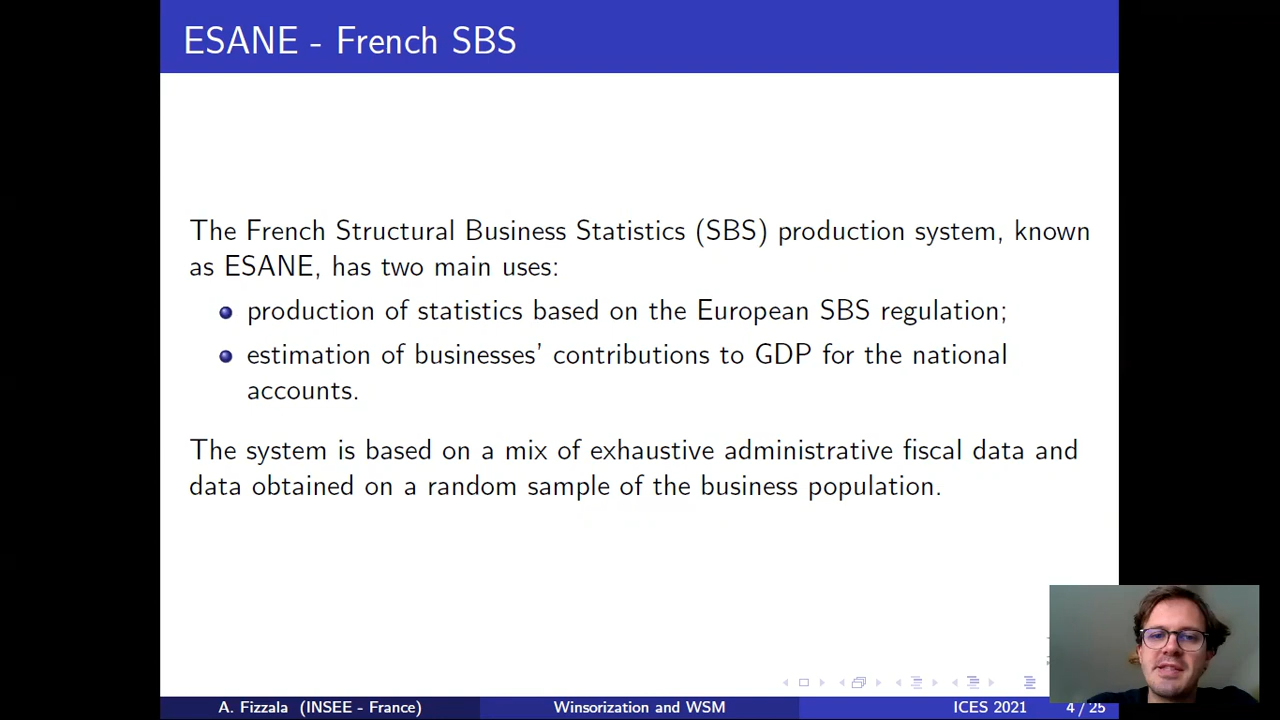 ESANE - French SBS
The French Structural Business Statistics (SBS) production system, known
as ESANE, has two main uses:
production of statistics based on the European SBS regulation;
estimation of businesses' contributions to GDP for the national
accounts.
The system is based on a mix of exhaustive administrative fiscal data and
data obtained on a random sample of the business population.
A. Fizzala (INSEE - France) Winsorization and WSM ICES 2021 4 / 25